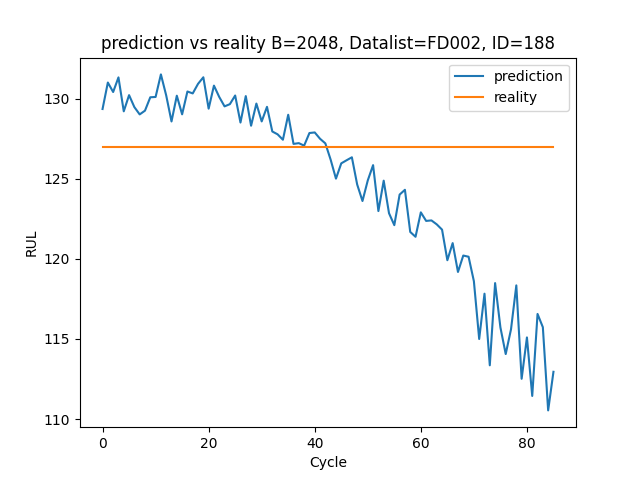 prediction vs reality B=2048, Datalist=FD002, ID=188
prediction
reality
130
125
120
115
110
RUL
0 20 40 60 80
Cycle